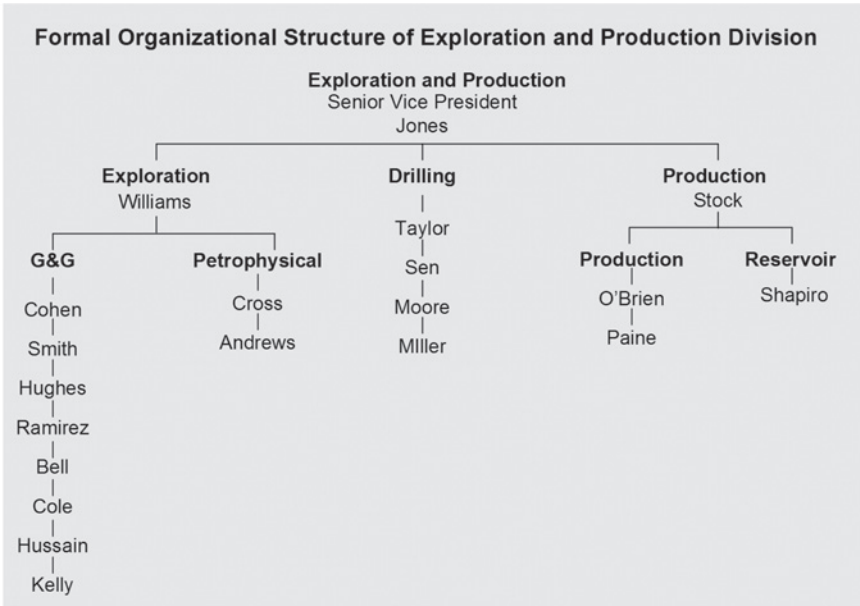 Formal Organizational Structure of Exploration and Production Division
Exploration and Production
Senior Vice President
Jones
Exploration
Williams
G&G
Cohen
Smith
Hughes
Ramirez
Bell
Cole
Hussain
Kelly
Petrophysical
Cross
Andrews
Drilling
Taylor
Sen
Moore
MIller
Production
Stock
Production
O'Brien
Paine
Reservoir
Shapiro